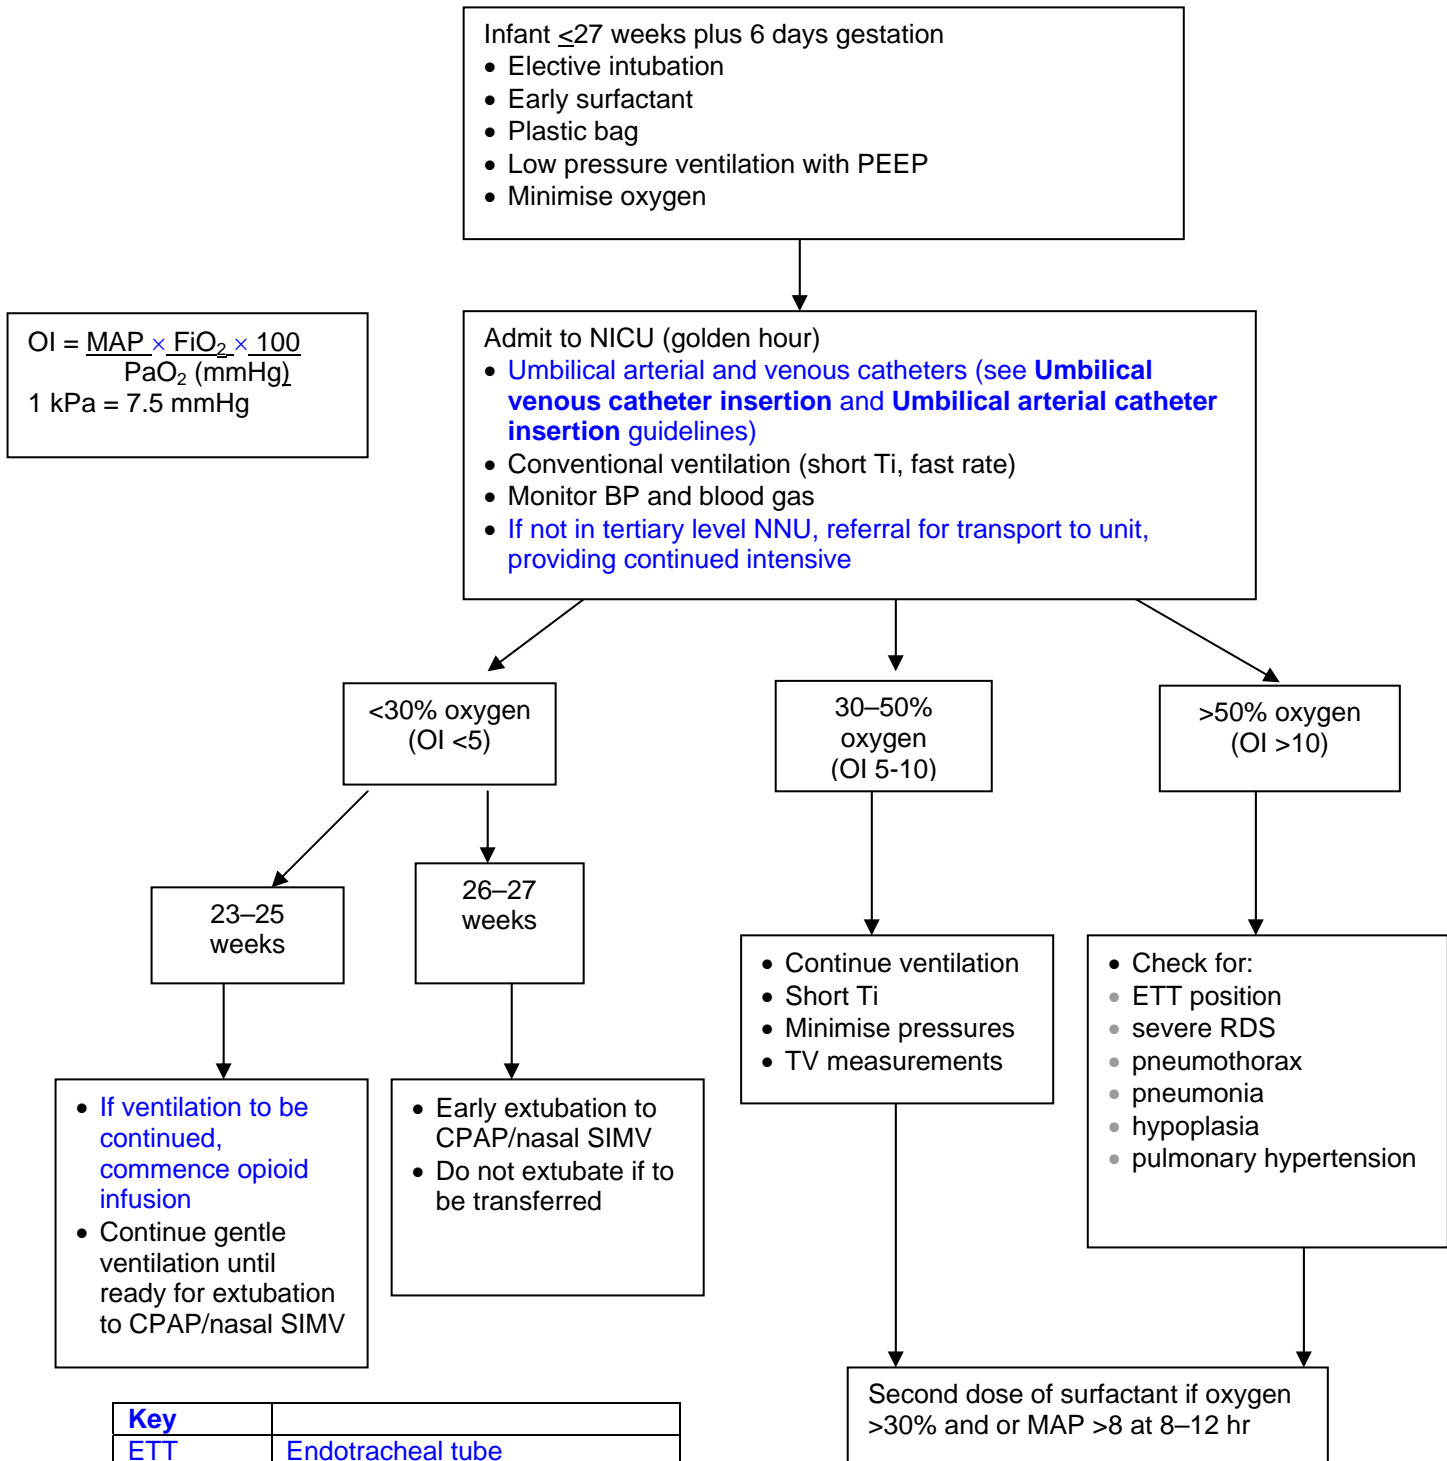 Infant <27 weeks plus 6 days gestation
• Elective intubation
• Early surfactant
• Plastic bag
• Low pressure ventilation with PEEP
• Minimise oxygen
OI = MAP × FiO2 × 100
PaO2 (mmHg)
1 kPa = 7.5 mmHg
Admit to NICU (golden hour)
• Umbilical arterial and venous catheters (see Umbilical
venous catheter insertion and Umbilical arterial catheter
insertion guidelines)
• Conventional ventilation (short Ti, fast rate)
• Monitor BP and blood gas
• If not in tertiary level NNU, referral for transport to unit,
providing continued intensive
<30% oxygen
(OI <5)
30–50%
oxygen
(OI 5-10)
>50% oxygen
(OI >10)
23–25
weeks
26–27
weeks
• If ventilation to be
continued,
commence opioid
infusion
• Continue gentle
ventilation until
ready for extubation
to CPAP/nasal SIMV
• Early extubation to
CPAP/nasal SIMV
• Do not extubate if to
be transferred
• Continue ventilation
• Short Ti
• Minimise pressures
• TV measurements
• Check for:
• ETT position
• severe RDS
• pneumothorax
• pneumonia
• hypoplasia
• pulmonary hypertension
Second dose of surfactant if oxygen
>30% and or MAP >8 at 8–12 hr
Key
ETT Endotracheal tube